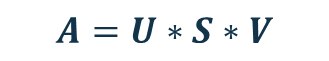 A = U * S * V